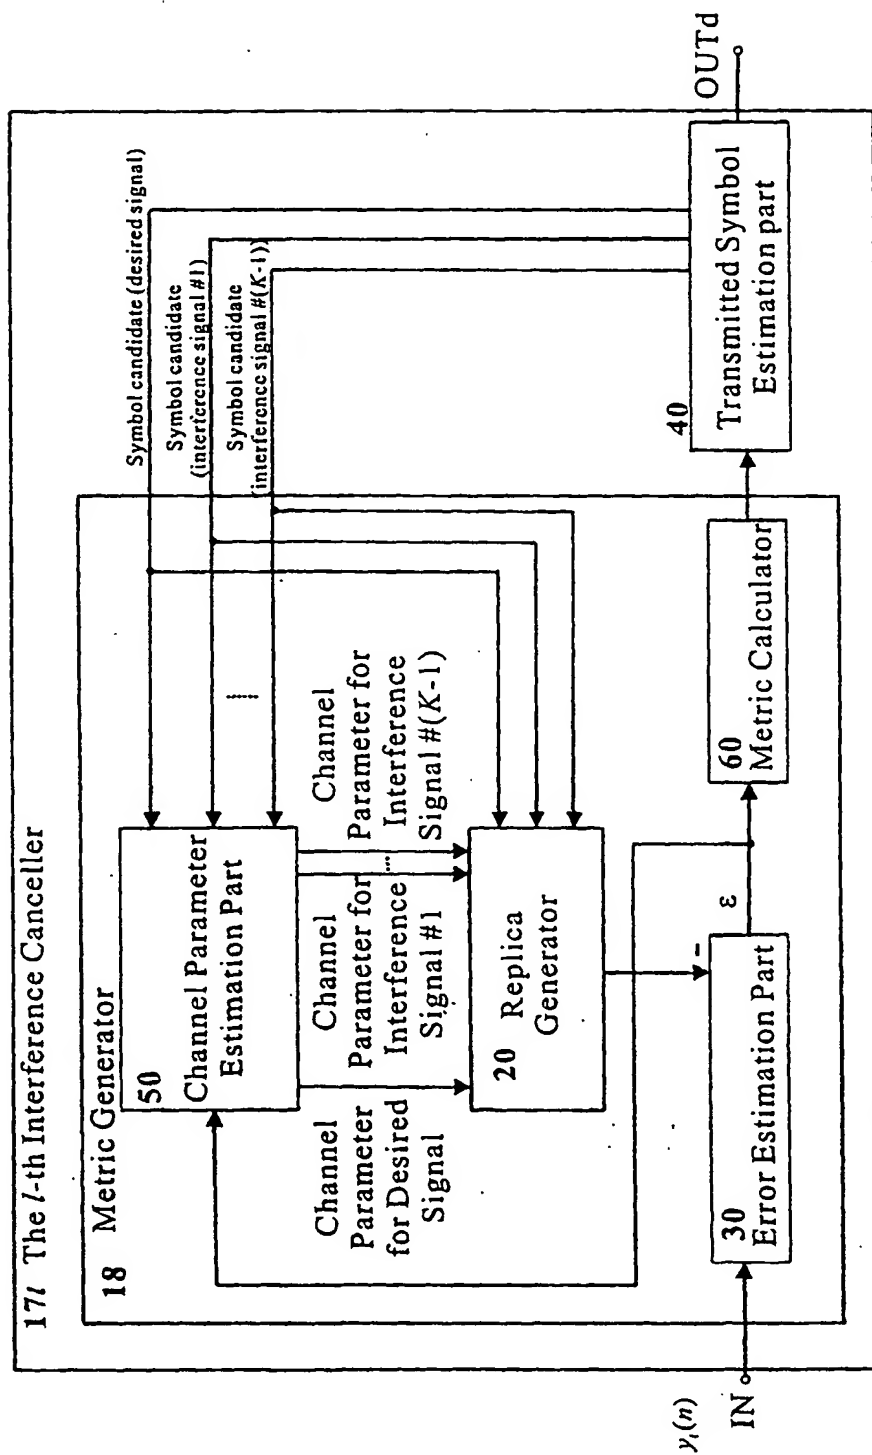 17l The l-th Interference Canceller
18 Metric Generator
50
Channel Parameter
Estimation Part
Symbol candidate (desired signal)
Symbol candidate
(interference signal #1)
Symbol candidate
(interference signal #(K-1))
Channel
Parameter
for Desired
Signal
Channel
Parameter for
Interference
Signal #1
Channel
Parameter for
Interference
Signal #(K-1)
20 Replica
Generator
-
ε
30
Error Estimation Part
60
Metric Calculator
40
Transmitted Symbol
Estimation part
y_l(n)
IN
OUTd